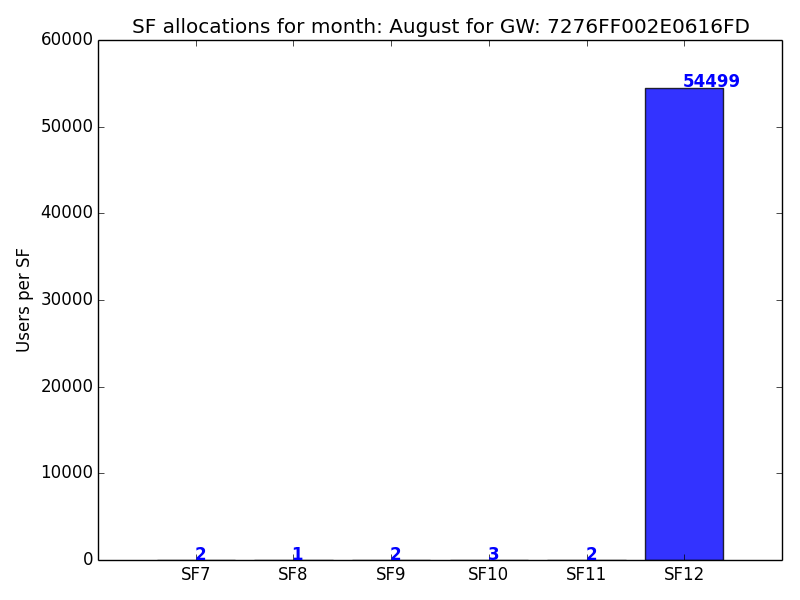 SF allocations for month: August for GW: 7276FF002E0616FD
60000
50000
40000
30000
20000
10000
0
Users per SF
54499
2
1
2
3
2
SF7
SF8
SF9
SF10
SF11
SF12